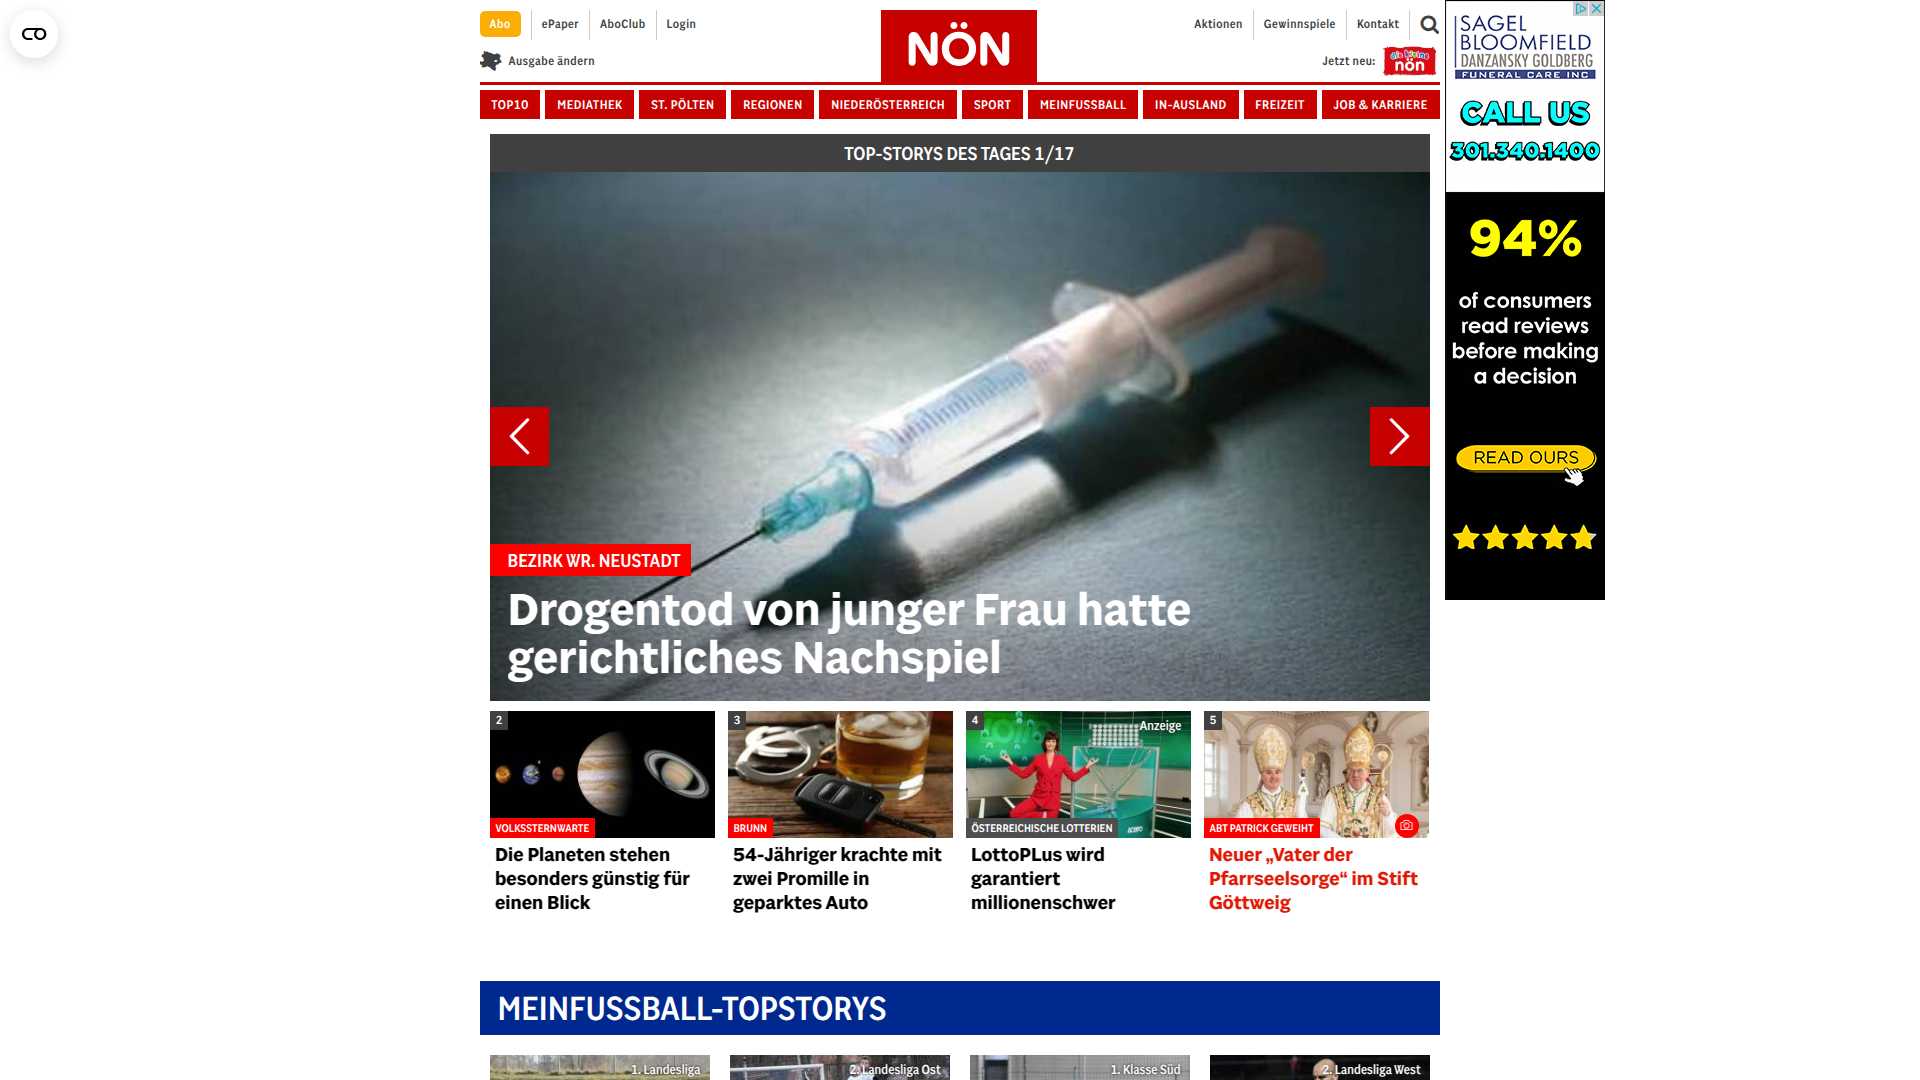 Abo
ePaper
AboClub
Login
Aktionen
Gewinnspiele
Kontakt
NÖN
Ausgabe ändern
Jetzt neu:
die kleine
nön
TOP10
MEDIATHEK
ST. PÖLTEN
REGIONEN
NIEDERÖSTERREICH
SPORT
MEINFUSSBALL
IN-AUSLAND
FREIZEIT
JOB & KARRIERE
TOP-STORYS DES TAGES 1/17
BEZIRK WR. NEUSTADT
Drogentod von junger Frau hatte
gerichtliches Nachspiel
2
VOLKSSTERNWARTE
Die Planeten stehen
besonders günstig für
einen Blick
3
BRUNN
54-Jähriger krachte mit
zwei Promille in
geparktes Auto
4
Anzeige
ÖSTERREICHISCHE LOTTERIEN
LottoPLus wird
garantiert
millionenschwer
5
ABT PATRICK GEWEIHT
Neuer „Vater der
Pfarrseelsorge“ im Stift
Göttweig
MEINFUSSBALL-TOPSTORYS
1. Landesliga
2. Landesliga Ost
1. Klasse Süd
2. Landesliga West
SAGEL
BLOOMFIELD
DANZANSKY GOLDBERG
FUNERAL CARE INC
CALL US
301.340.1400
94%
of consumers
read reviews
before making
a decision
READ OURS